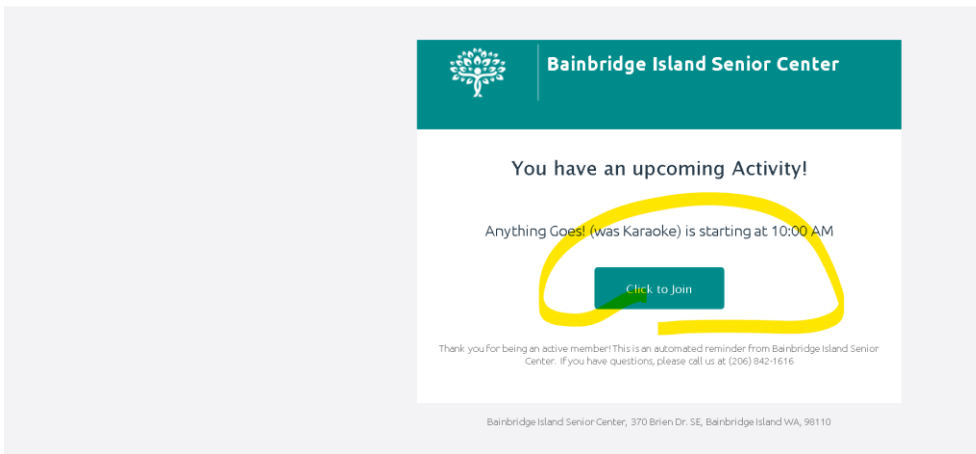 Bainbridge Island Senior Center
You have an upcoming Activity!
Anything Goes! (was Karaoke) is starting at 10:00 AM
Click to Join
Thank you for being an active member! This is an automated reminder from Bainbridge Island Senior
Center. If you have questions, please call us at (206) 842-1616
Bainbridge Island Senior Center, 370 Brien Dr. SE, Bainbridge Island WA, 98110